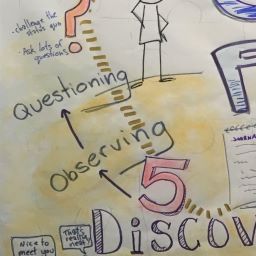 · challenge the
status quo
· Ask lots of
questions
?
Questioning
Observing
5
Discov
Nice to
meet you
That's
really
neat!